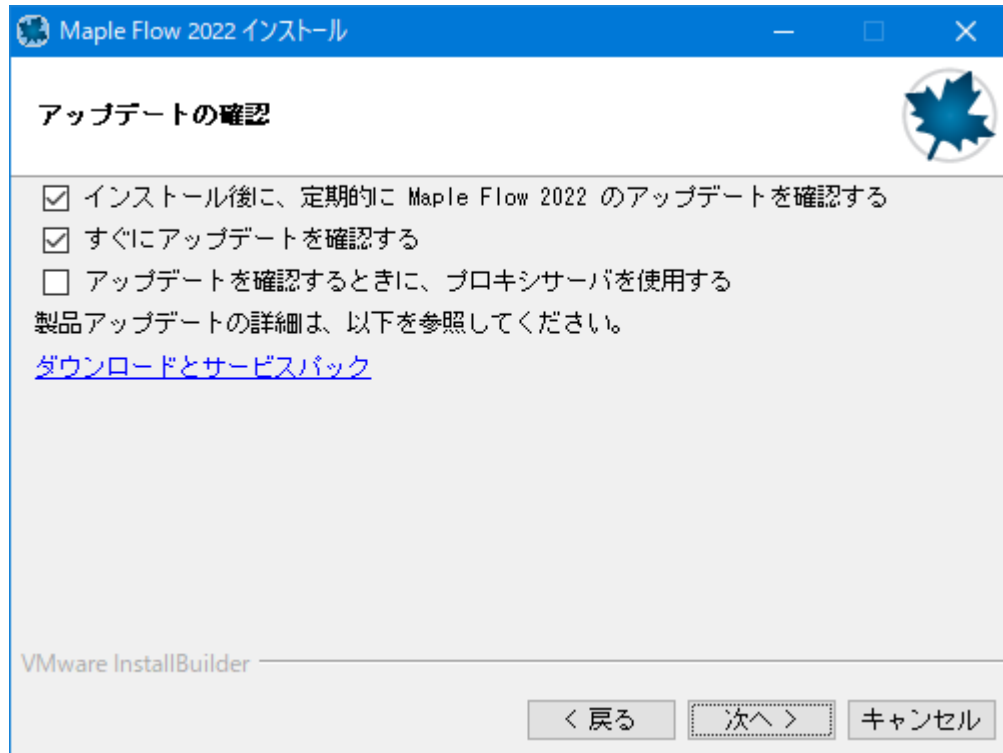 Maple Flow 2022 インストール
アップデートの確認
インストール後に、定期的に Maple Flow 2022 のアップデートを確認する
すぐにアップデートを確認する
アップデートを確認するときに、プロキシサーバを使用する
製品アップデートの詳細は、以下を参照してください。
ダウンロードとサービスパック
VMware InstallBuilder
< 戻る 次へ > キャンセル